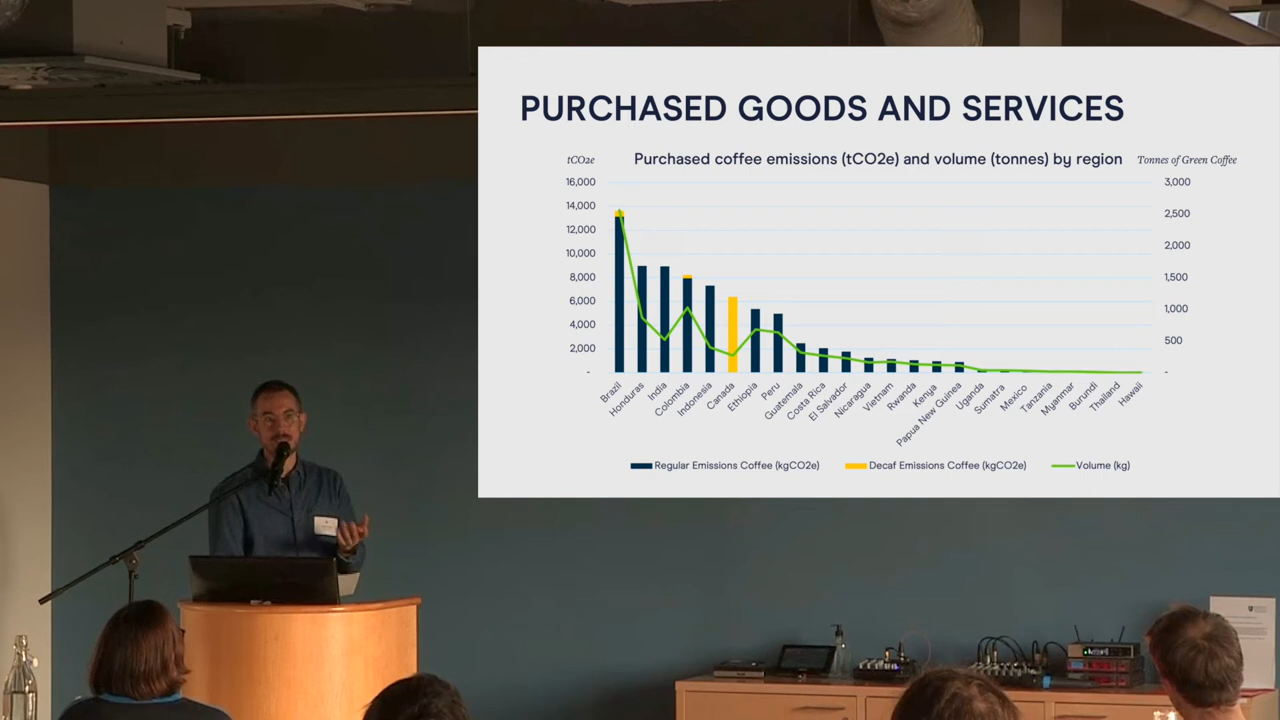 PURCHASED GOODS AND SERVICES
tCO2e
Purchased coffee emissions (tCO2e) and volume (tonnes) by region
Tonnes of Green Coffee
16,000
14,000
12,000
10,000
8,000
6,000
4,000
2,000
-
3,000
2,500
2,000
1,500
1,000
500
-
Brazil
Honduras
India
Colombia
Indonesia
Canada
Ethiopia
Peru
Guatemala
Costa Rica
El Salvador
Nicaragua
Vietnam
Rwanda
Kenya
Papua New Guinea
Uganda
Sumatra
Mexico
Tanzania
Myanmar
Burundi
Thailand
Hawaii
Regular Emissions Coffee (kgCO2e)
Decaf Emissions Coffee (kgCO2e)
Volume (kg)